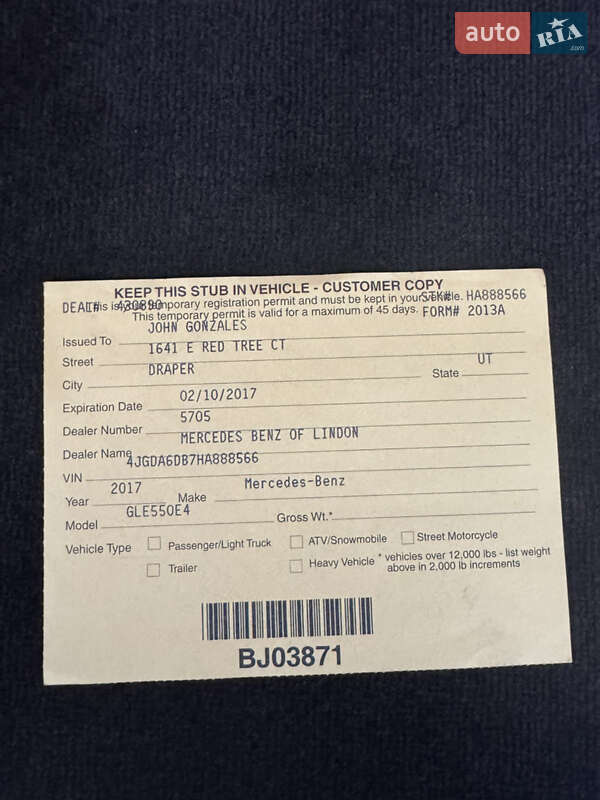 auto RIA .com
KEEP THIS STUB IN VEHICLE - CUSTOMER COPY
DEAL# 430890 STK#: HA888566
This is your temporary registration permit and must be kept in your vehicle.
This temporary permit is valid for a maximum of 45 days. FORM# 2013A
Issued To JOHN GONZALES
Street 1641 E RED TREE CT
City DRAPER State UT
Expiration Date 02/10/2017
Dealer Number 5705
Dealer Name MERCEDES BENZ OF LINDON
VIN 4JGDA6DB7HA888566
Year 2017 Make Mercedes-Benz
Model GLE550E4 Gross Wt.*
Vehicle Type Passenger/Light Truck ATV/Snowmobile Street Motorcycle
Trailer Heavy Vehicle * vehicles over 12,000 lbs - list weight
above in 2,000 lb increments
BJ03871